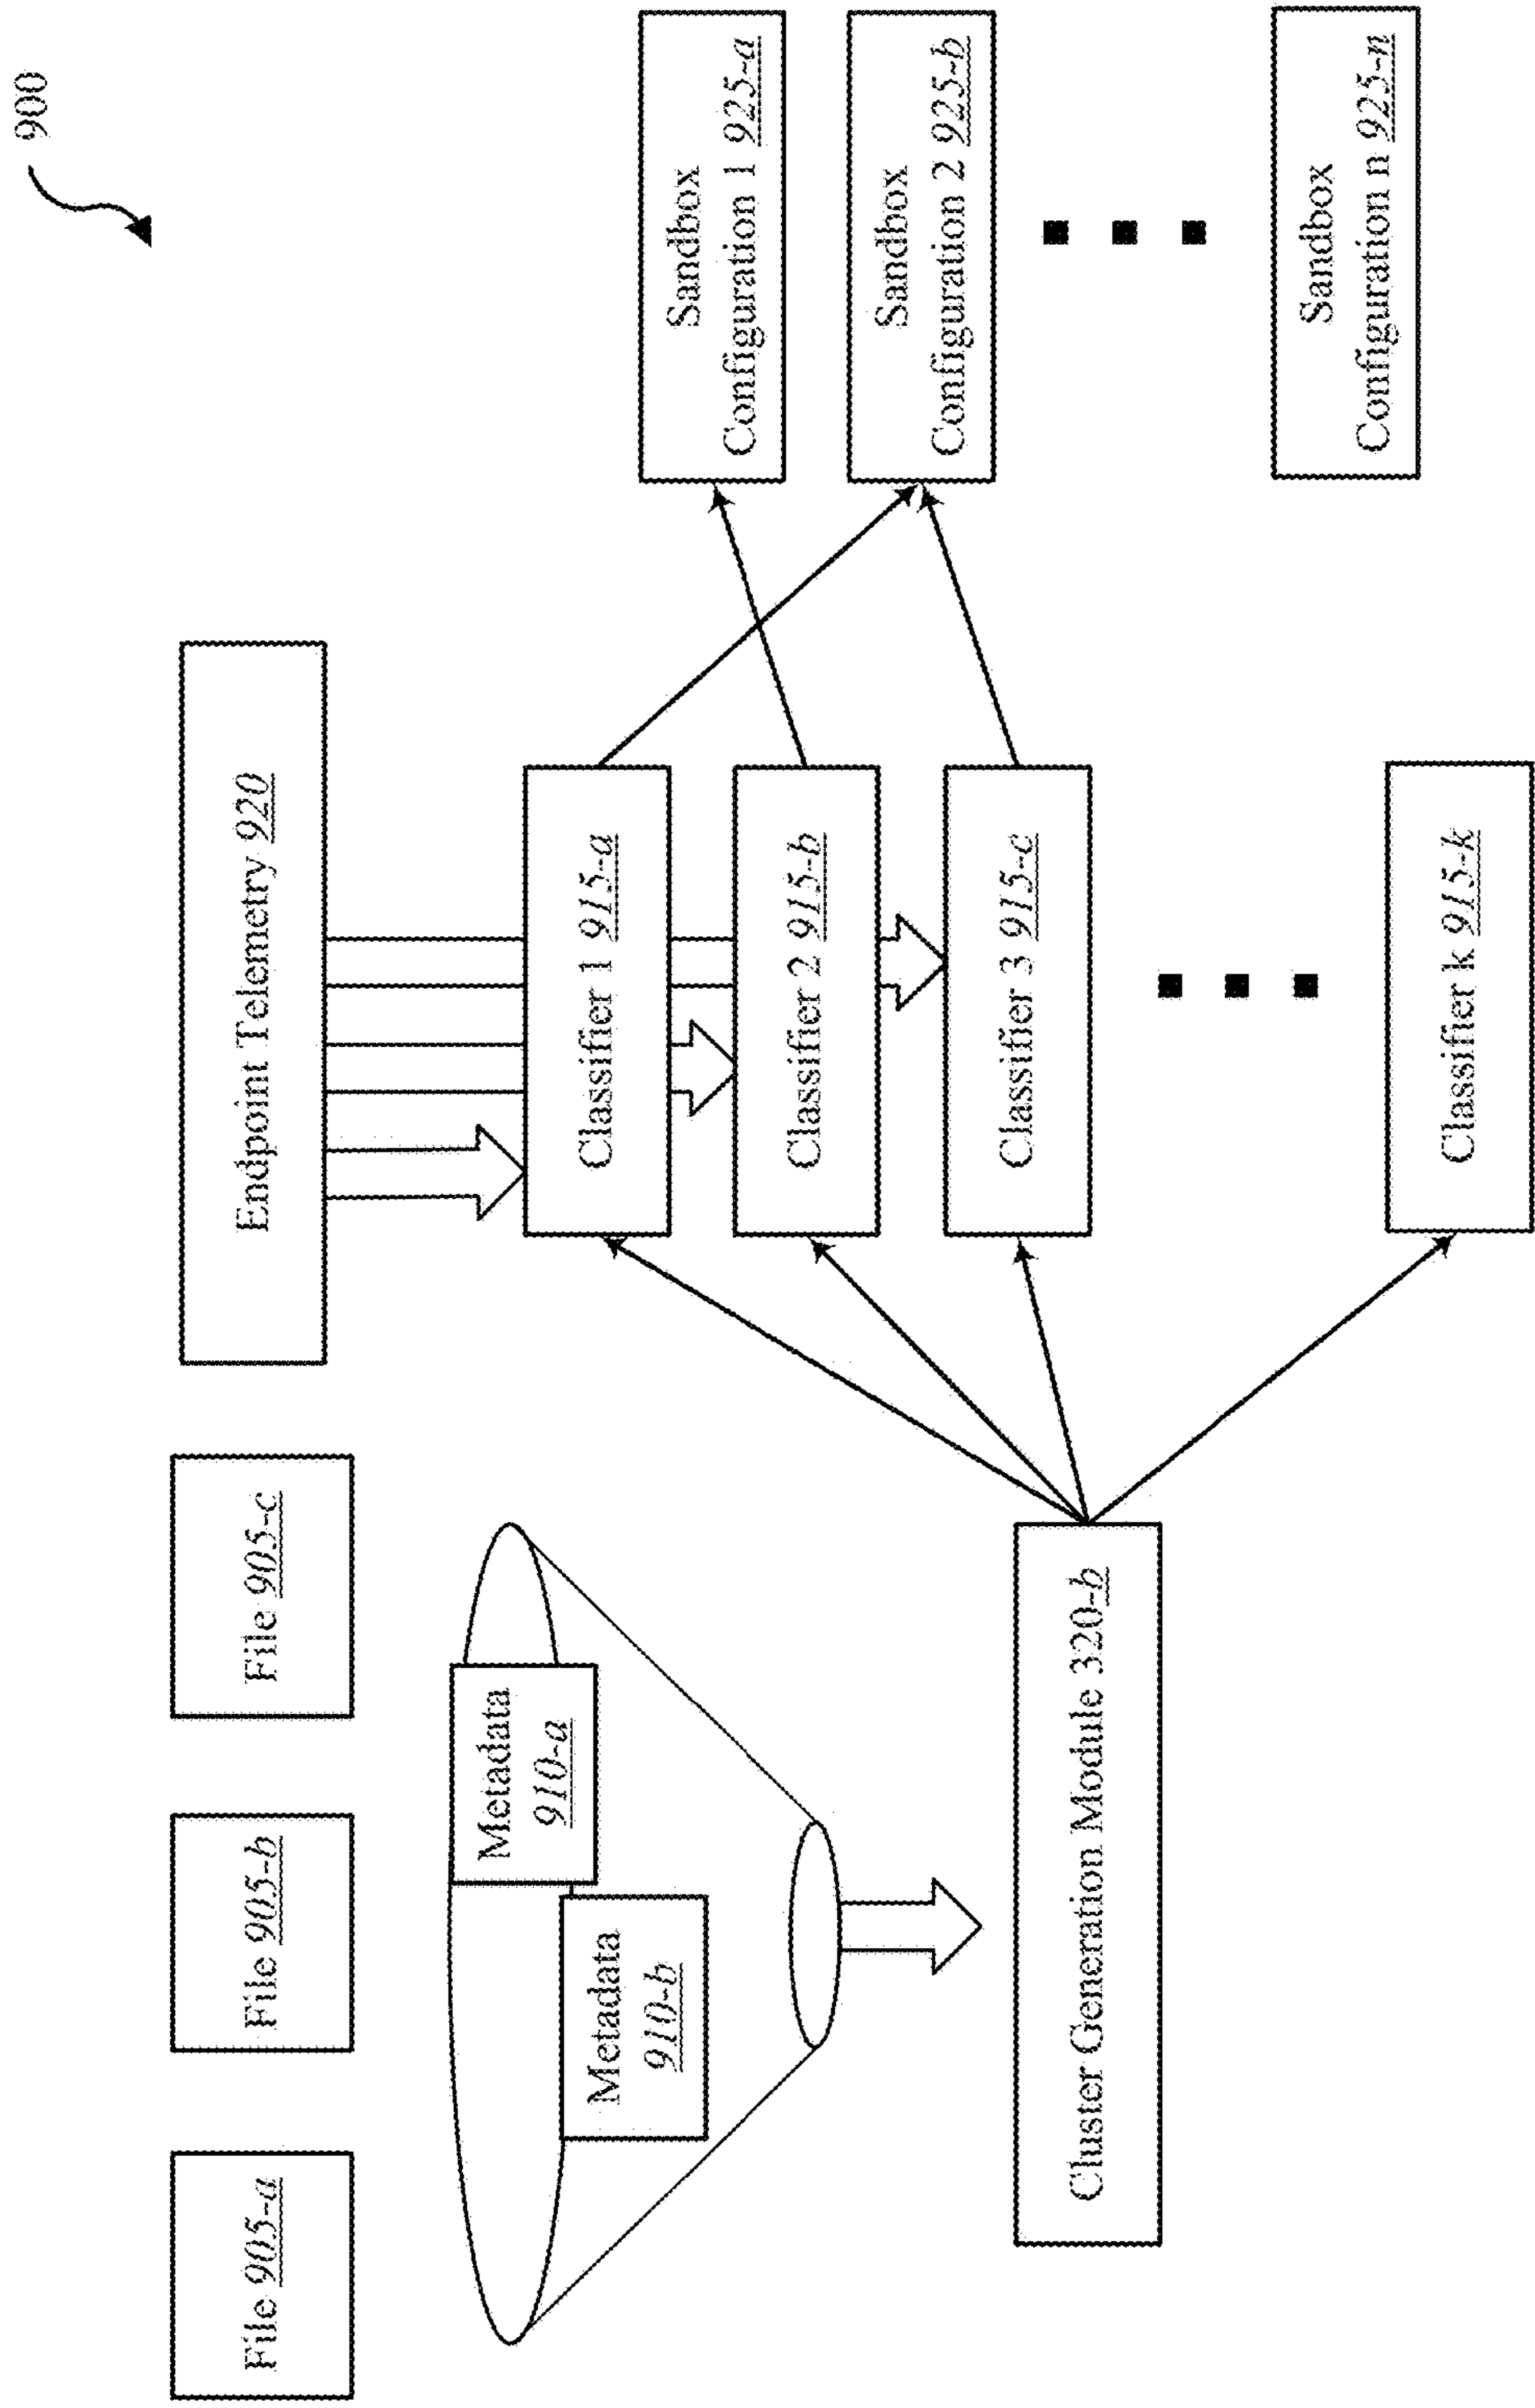 900
File 905-a
File 905-b
File 905-c
Endpoint Telemetry 920
Metadata
910-a
Metadata
910-b
Cluster Generation Module 320-b
Classifier 1 915-a
Classifier 2 915-b
Classifier 3 915-c
Classifier k 915-k
Sandbox
Configuration 1 925-a
Sandbox
Configuration 2 925-b
Sandbox
Configuration n 925-n